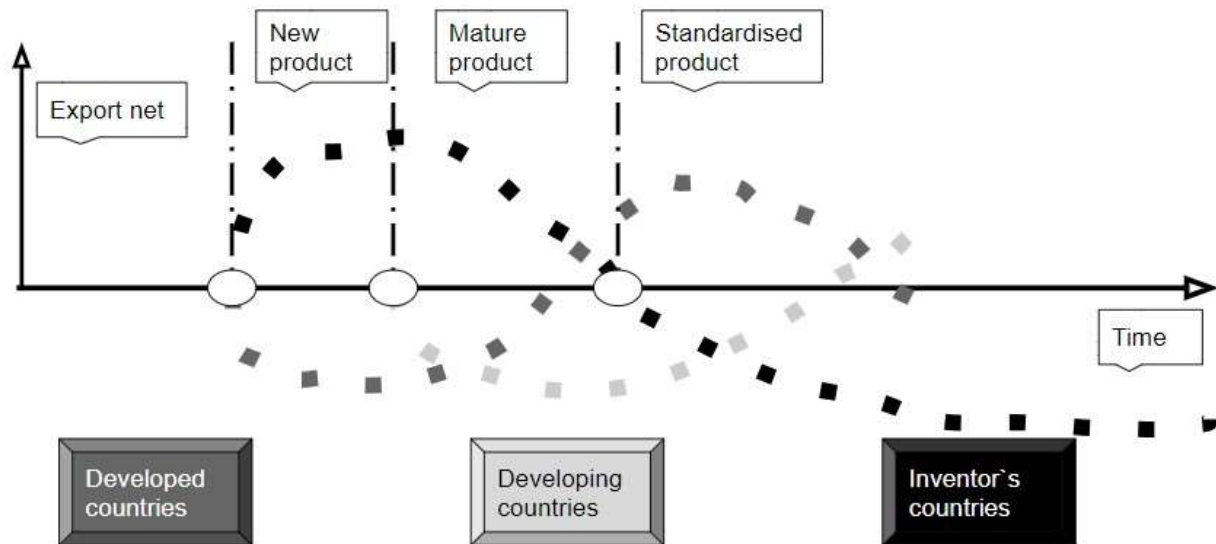 New
product
Mature
product
Standardised
product
Export net
Time
Developed
countries
Developing
countries
Inventor`s
countries